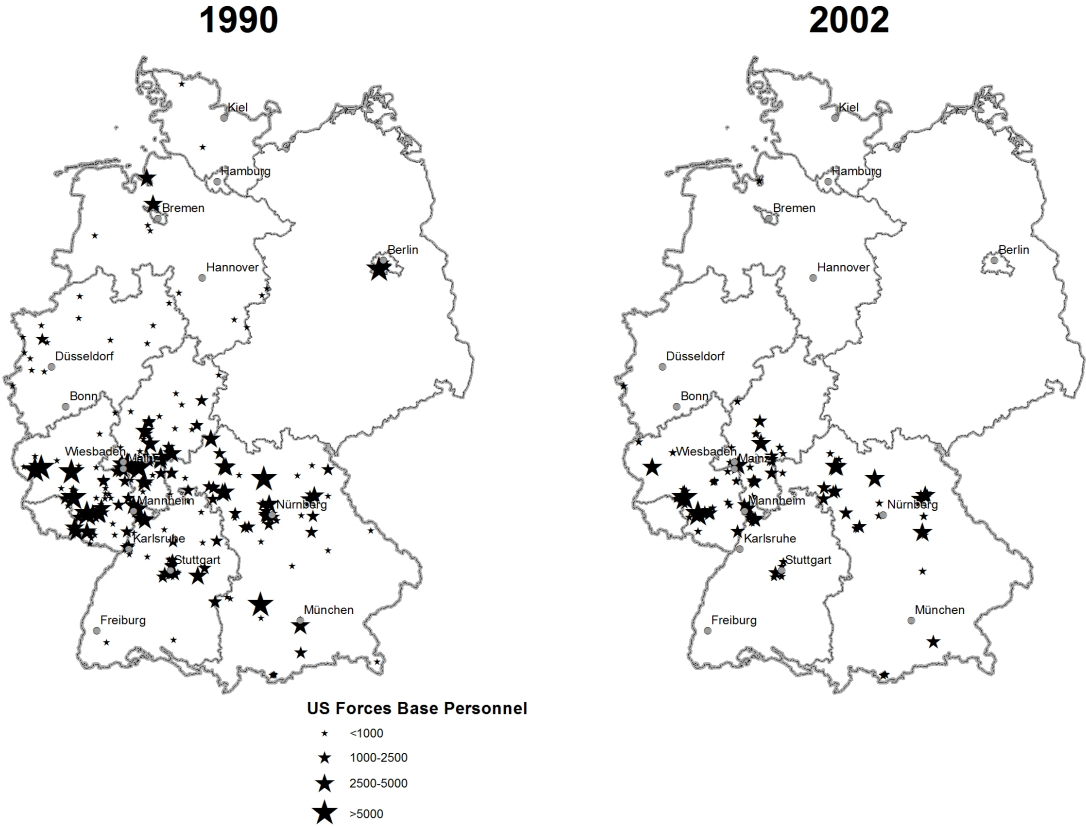 1990
2002
Kiel
Hamburg
Bremen
Berlin
Hannover
Düsseldorf
Bonn
Wiesbaden
Mainz
Mannheim
Nürnberg
Karlsruhe
Stuttgart
München
Freiburg
Kiel
Hamburg
Bremen
Berlin
Hannover
Düsseldorf
Bonn
Wiesbaden
Mainz
Mannheim
Nürnberg
Karlsruhe
Stuttgart
München
Freiburg
US Forces Base Personnel
<1000
1000-2500
2500-5000
>5000